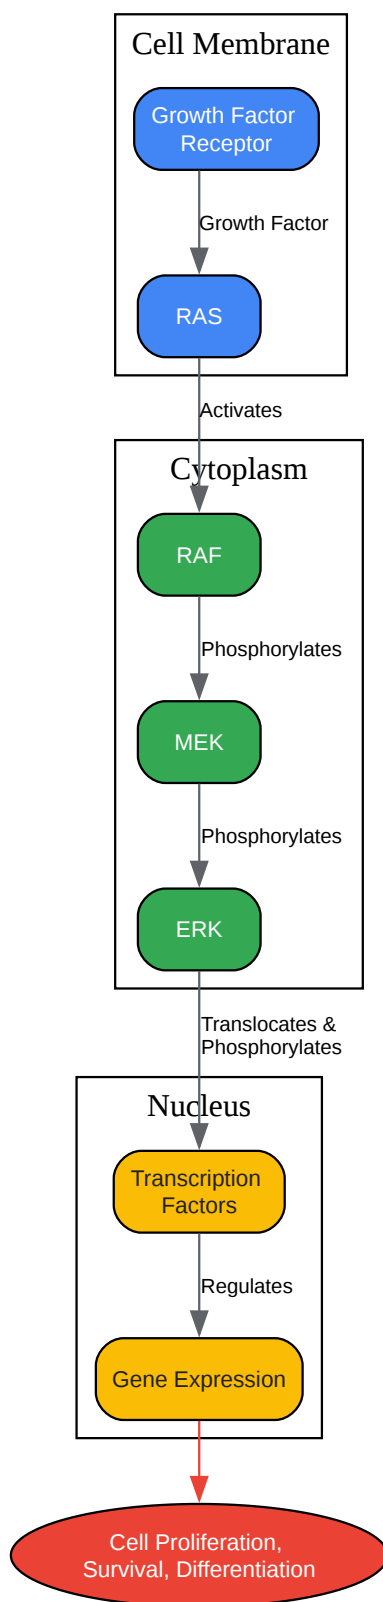 Cell Membrane
Growth Factor
Receptor
Growth Factor
RAS
Activates
Cytoplasm
RAF
Phosphorylates
MEK
Phosphorylates
ERK
Translocates &
Phosphorylates
Nucleus
Transcription
Factors
Regulates
Gene Expression
Cell Proliferation,
Survival, Differentiation